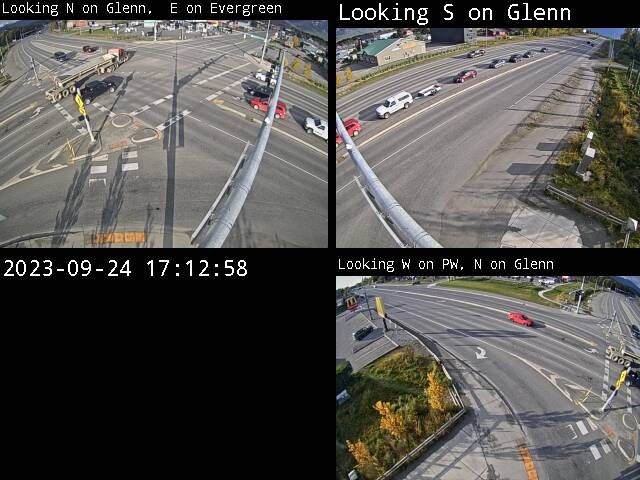 Looking N on Glenn, E on Evergreen
Looking S on Glenn
2023-09-24 17:12:58
Looking W on PW, N on Glenn